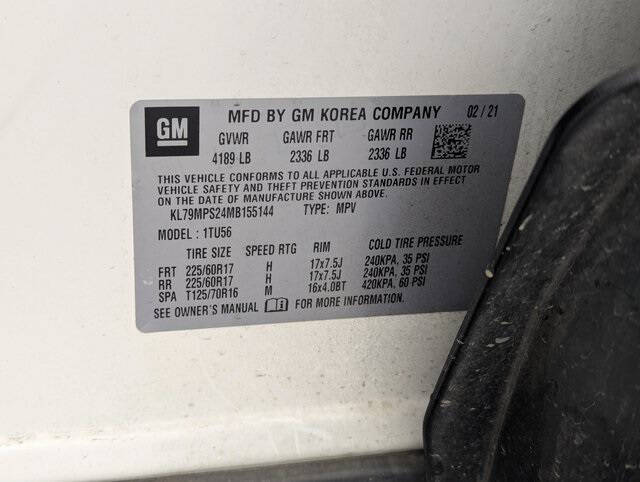 GM
MFD BY GM KOREA COMPANY 02 / 21
GVWR GAWR FRT GAWR RR
4189 LB 2336 LB 2336 LB
THIS VEHICLE CONFORMS TO ALL APPLICABLE U.S. FEDERAL MOTOR
VEHICLE SAFETY AND THEFT PREVENTION STANDARDS IN EFFECT
ON THE DATE OF MANUFACTURE SHOWN ABOVE.
KL79MPS24MB155144 TYPE: MPV
MODEL : 1TU56
TIRE SIZE SPEED RTG RIM COLD TIRE PRESSURE
FRT 225/60R17 H 17x7.5J 240KPA, 35 PSI
RR 225/60R17 H 17x7.5J 240KPA, 35 PSI
SPA T125/70R16 M 16x4.0BT 420KPA, 60 PSI
SEE OWNER'S MANUAL FOR MORE INFORMATION.